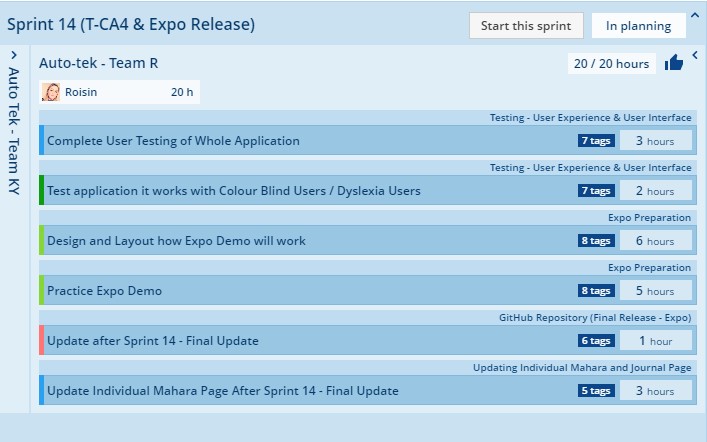 Sprint 14 (T-CA4 & Expo Release)
Start this sprint
In planning
Auto Tek - Team KY
Auto-tek - Team R
20 / 20 hours
Roisin 20 h
Testing - User Experience & User Interface
Complete User Testing of Whole Application 7 tags 3 hours
Testing - User Experience & User Interface
Test application it works with Colour Blind Users / Dyslexia Users 7 tags 2 hours
Expo Preparation
Design and Layout how Expo Demo will work 8 tags 6 hours
Expo Preparation
Practice Expo Demo 8 tags 5 hours
GitHub Repository (Final Release - Expo)
Update after Sprint 14 - Final Update 6 tags 1 hour
Updating Individual Mahara and Journal Page
Update Individual Mahara Page After Sprint 14 - Final Update 5 tags 3 hours